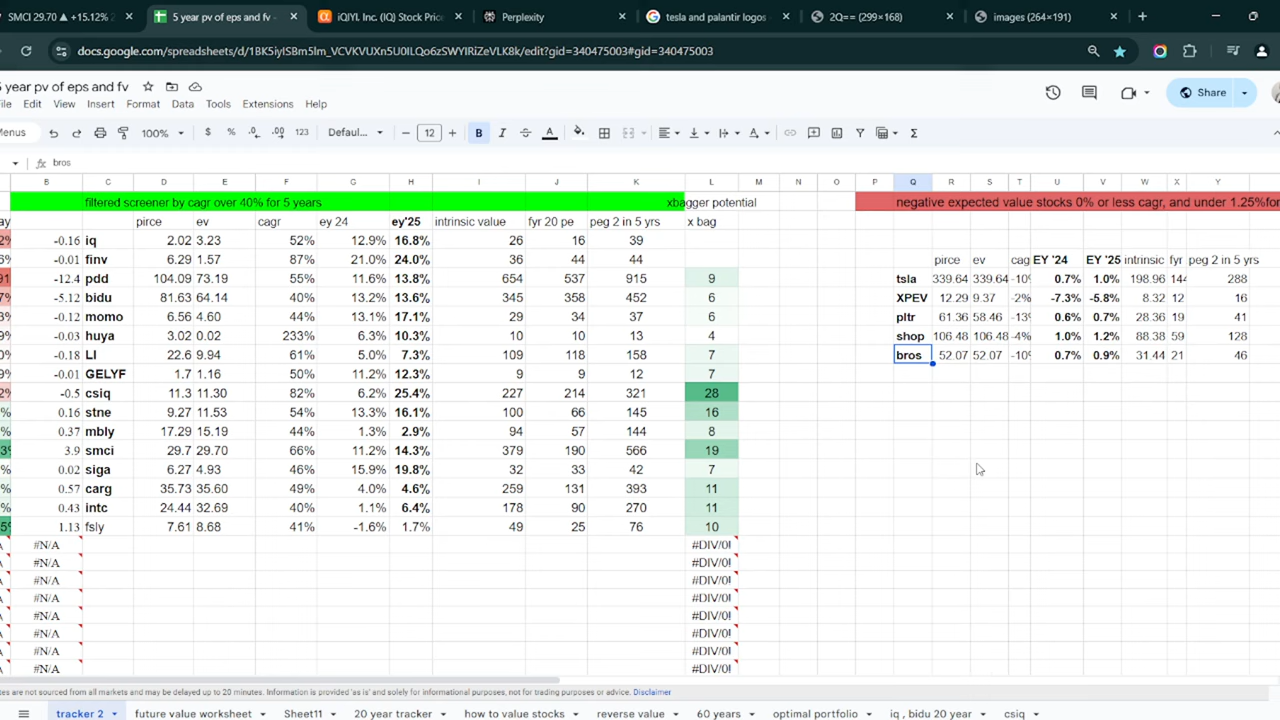 SMCI 29.70 ▲ +15.12%
5 year pv of eps and fv
iQIYI, Inc. (IQ) Stock Pric
Perplexity
tesla and palantir logos
2Q== (299×168)
images (264×191)
docs.google.com/spreadsheets/d/1BK5iyISBm5lm_VCVKVUXn5U0ILQo6zSWYIRiZeVLK8k/edit?gid=340475003#gid=340475003
5 year pv of eps and fv
File Edit View Insert Format Data Tools Extensions Help
Share
Menus 100% $ % .0 .00 123 Defaul... 12 B I
bros
B C D E F G H I J K L M N O P Q R S T U V W X Y
filtered screener by cagr over 40% for 5 years xbagger potential negative expected value stocks 0% or less cagr, and under 1.25%for
ay pirce ev cagr ey 24 ey'25 intrinsic value fyr 20 pe peg 2 in 5 yrs x bag
2% -0.16 iq 2.02 3.23 52% 12.9% 16.8% 26 16 39
-0.01 finv 6.29 1.57 87% 21.0% 24.0% 36 44 44
pirce ev cag EY '24 EY '25 intrinsic fyr peg 2 in 5 yrs
91 -12.4 pdd 104.09 73.19 55% 11.6% 13.8% 654 537 915 9
tsla 339.64 339.64 -10% 0.7% 1.0% 198.96 144 288
7% -5.12 bidu 81.63 64.14 40% 13.2% 13.6% 345 358 452 6
XPEV 12.29 9.37 -2% -7.3% -5.8% 8.32 12 16
3% -0.12 momo 6.56 4.60 44% 13.1% 17.1% 29 34 37 6
pltr 61.36 58.46 -13% 0.6% 0.7% 28.36 19 41
9% -0.03 huya 3.02 0.02 233% 6.3% 10.3% 10 10 13 4
shop 106.48 106.48 -4% 1.0% 1.2% 88.38 59 128
0% -0.18 LI 22.6 9.94 61% 5.0% 7.3% 109 118 158 7
bros 52.07 52.07 -10% 0.7% 0.9% 31.44 21 46
9% -0.01 GELYF 1.7 1.16 50% 11.2% 12.3% 9 9 12 7
2% -0.5 csiq 11.3 11.30 82% 6.2% 25.4% 227 214 321 28
% 0.16 stne 9.27 11.53 54% 13.3% 16.1% 100 66 145 16
% 0.37 mbly 17.29 15.19 44% 1.3% 2.9% 94 57 144 8
3% 3.9 smci 29.7 29.70 66% 11.2% 14.3% 379 190 566 19
% 0.02 siga 6.27 4.93 46% 15.9% 19.8% 32 33 42 7
% 0.57 carg 35.73 35.60 49% 4.0% 4.6% 259 131 393 11
% 0.43 intc 24.44 32.69 40% 1.1% 6.4% 178 90 270 11
5% 1.13 fsly 7.61 8.68 41% -1.6% 1.7% 49 25 76 10
A #N/A #DIV/0!
A #N/A #DIV/0!
A #N/A #DIV/0!
A #N/A #DIV/0!
A #N/A #DIV/0!
A #N/A #DIV/0!
A #N/A #DIV/0!
A #N/A #DIV/0!
tes are not sourced from all markets and may be delayed up to 20 minutes. Information is provided 'as is' and solely for informational purposes, not for trading purposes or advice. Disclaimer
tracker 2 future value worksheet Sheet11 20 year tracker how to value stocks reverse value 60 years optimal portfolio iq , bidu 20 year csiq